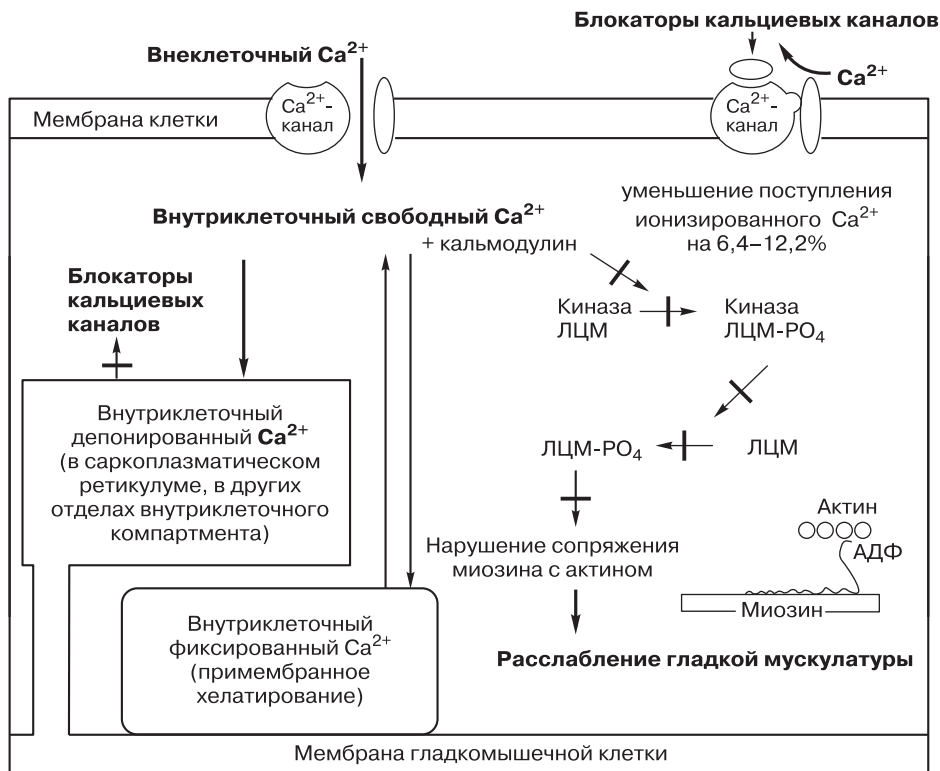 Блокаторы кальциевых каналов
Внеклеточный Ca²⁺
Ca²⁺
Мембрана клетки
Ca²⁺-
канал
Ca²⁺-
канал
уменьшение поступления
ионизированного Ca²⁺
на 6,4–12,2%
Внутриклеточный свободный Ca²⁺
+ кальмодулин
Блокаторы
кальциевых
каналов
Киназа
ЛЦМ
Киназа
ЛЦМ-PO₄
Внутриклеточный
депонированный Ca²⁺
(в саркоплазматическом
ретикулуме, в других
отделах внутриклеточного
компартмента)
ЛЦМ-PO₄
ЛЦМ
Нарушение сопряжения
миозина с актином
Актин
АДФ
Миозин
Внутриклеточный
фиксированный Ca²⁺
(примембранное
хелатирование)
Расслабление гладкой мускулатуры
Мембрана гладкомышечной клетки